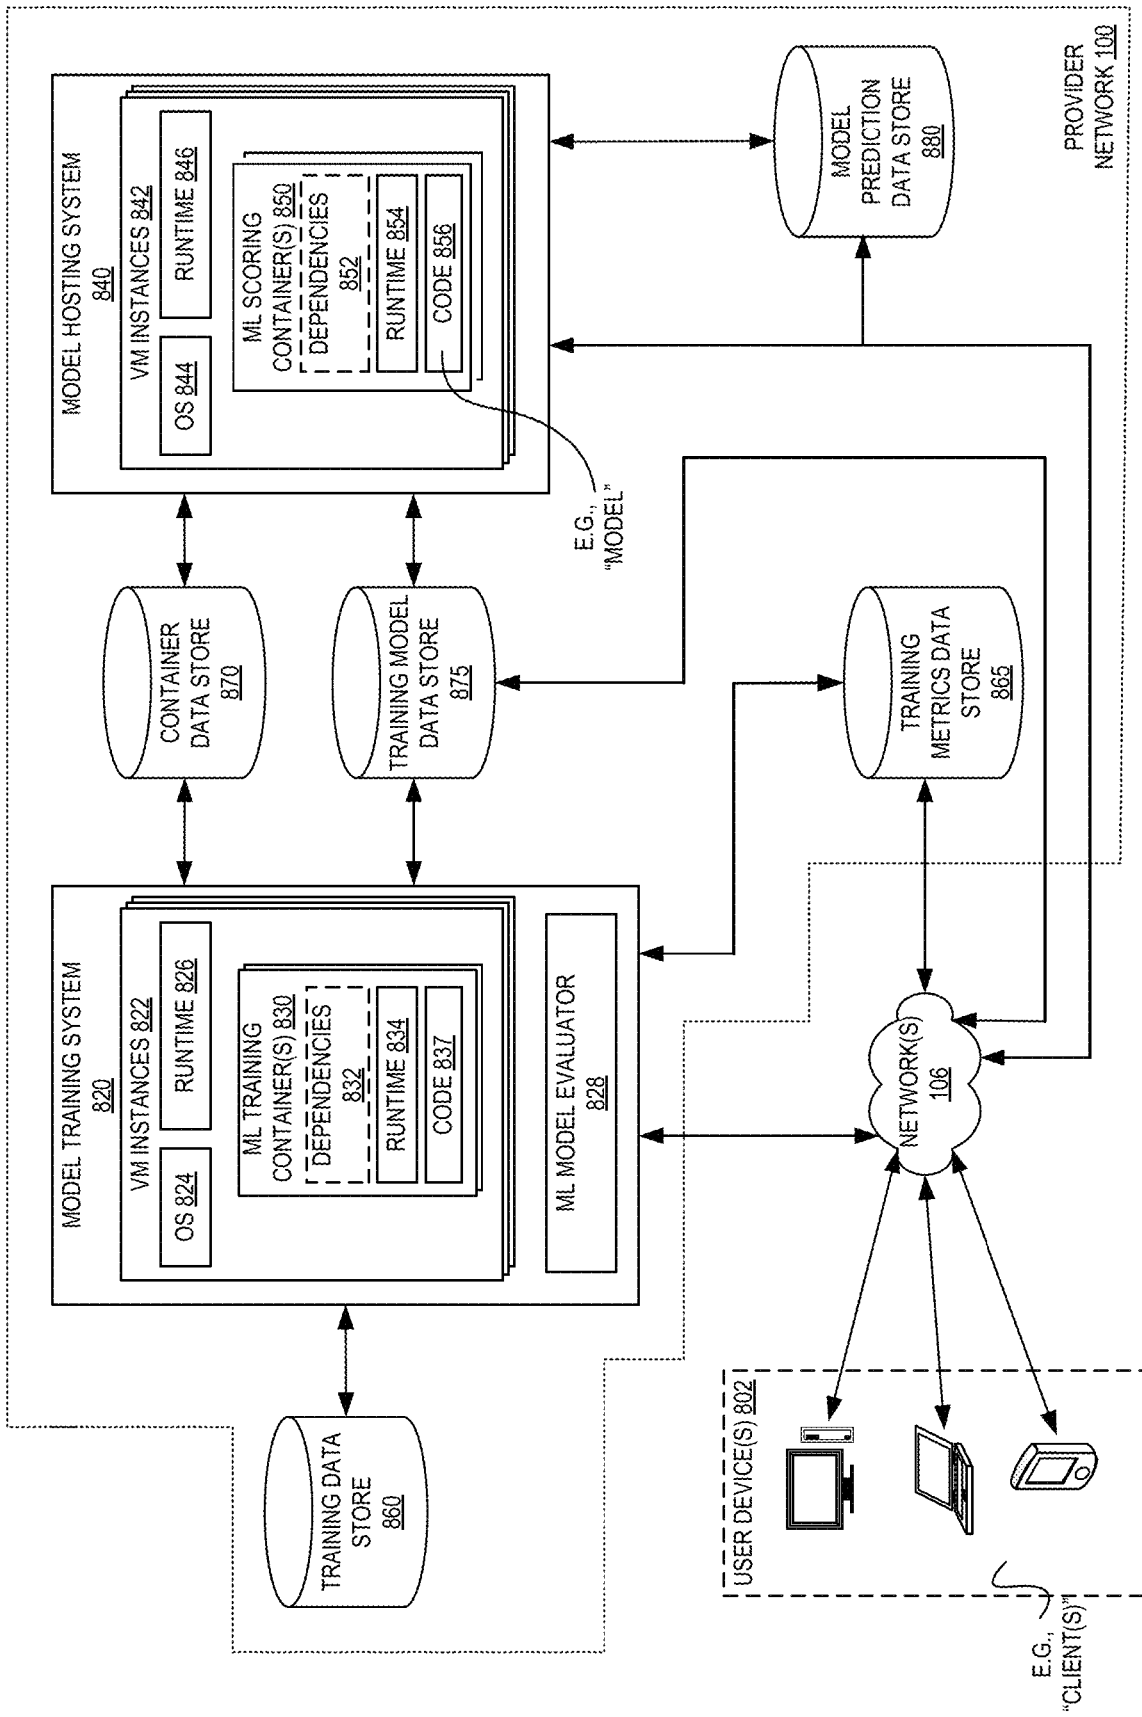 MODEL TRAINING SYSTEM
820
VM INSTANCES 822
OS 824
RUNTIME 826
ML TRAINING
CONTAINER(S) 830
DEPENDENCIES
832
RUNTIME 834
CODE 837
ML MODEL EVALUATOR
828
TRAINING DATA
STORE
860
CONTAINER
DATA STORE
870
TRAINING MODEL
DATA STORE
875
MODEL HOSTING SYSTEM
840
VM INSTANCES 842
OS 844
RUNTIME 846
ML SCORING
CONTAINER(S) 850
DEPENDENCIES
852
RUNTIME 854
CODE 856
E.G.,
“MODEL”
TRAINING
METRICS DATA
STORE
865
MODEL
PREDICTION
DATA STORE
880
USER DEVICE(S) 802
E.G.,
“CLIENT(S)”
NETWORK(S)
106
PROVIDER
NETWORK 100